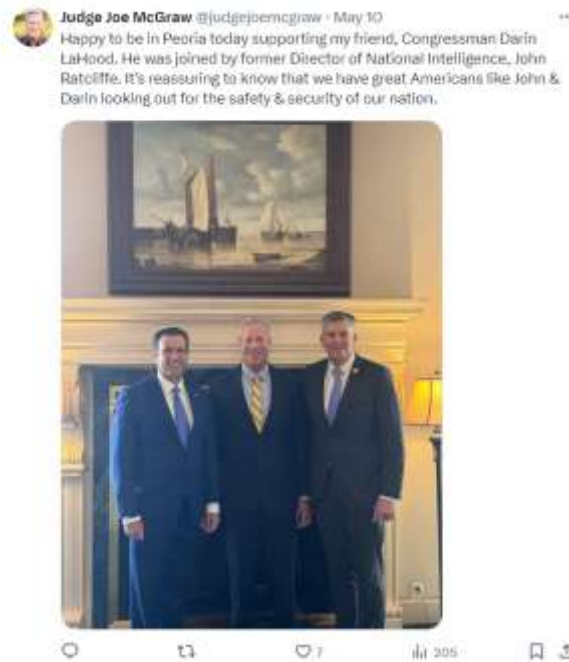 Judge Joe McGraw @judgejoemcgraw · May 10
Happy to be in Peoria today supporting my friend, Congressman Darin
LaHood. He was joined by former Director of National Intelligence, John
Ratcliffe. It's reassuring to know that we have great Americans like John &
Darin looking out for the safety & security of our nation.
7 205